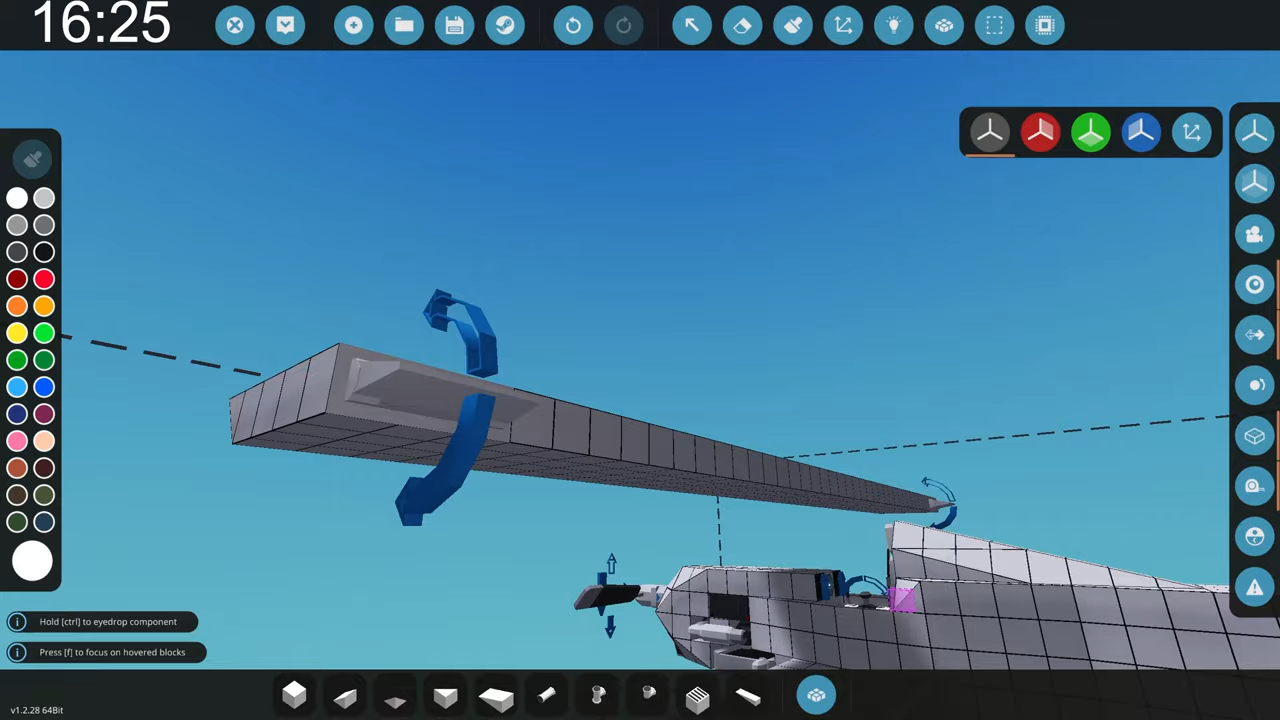 16:25
Hold [ctrl] to eyedrop component
Press [f] to focus on hovered blocks
v1.2.28 64Bit